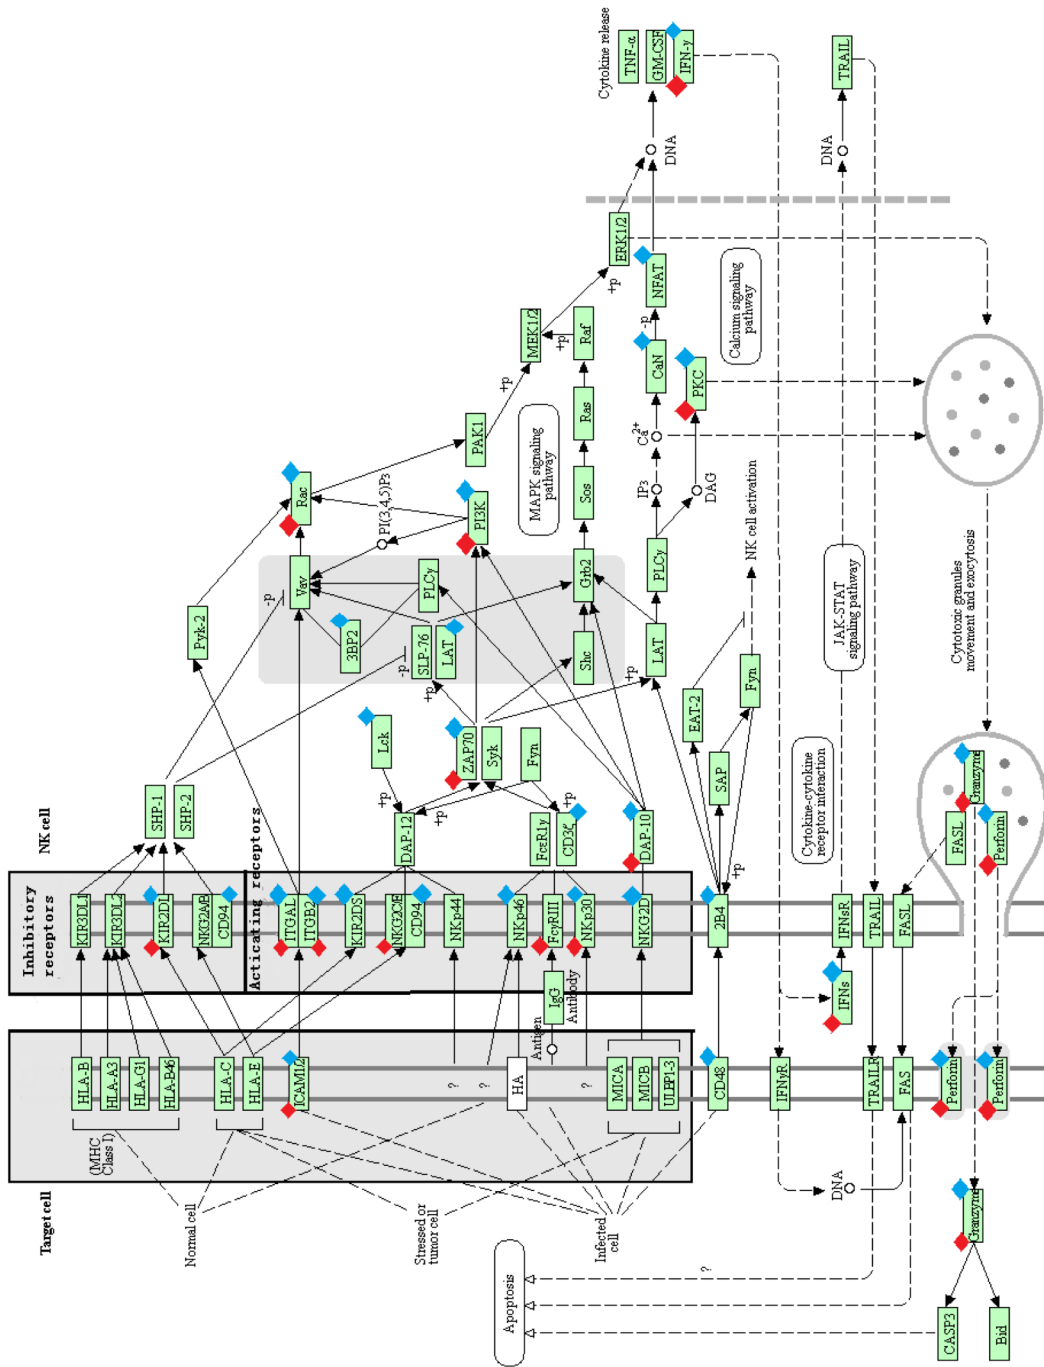 Target cell
NK cell
Inhibitory
receptors
Acticating receptors
(MHC
Class I)
HLA-B
HLA-A3
HLA-G1
HLA-B46
HLA-C
HLA-E
ICAM1/2
HA
MICA
MICB
ULBP1-3
CD48
IFNγR
TRAILR
FAS
Perforin
Perforin
Granzyme
CASP3
Bid
Apoptosis
Normal cell
Stressed or
tumor cell
Infected
cell
?
?
?
?
DNA
Antigen
IgG
Antibody
IFNs
KIR3DL1
KIR3DL2
KIR2DL
NKG2A/B
CD94
ITGAL
ITGB2
KIR2DS
NKG2C/E
CD94
NKp44
NKp46
FcγRIII
NKp30
NKG2D
2B4
IFNsR
TRAIL
FASL
SHP-1
SHP-2
DAP-12
FcεR1γ
CD3ζ
DAP-10
FASL
Perforin
Granzyme
Lck
ZAP70
Syk
Fyn
SAP
EAT-2
Fyn
+p
+p
+p
+p
+p
+p
-p
-p
Pyk-2
Vav
3BP2
PLCγ
SLP-76
LAT
Shc
Grb2
LAT
PLCγ
Rac
PI(3,4,5)P3
PI3K
PAK1
MAPK signaling
pathway
Sos
Ras
Raf
MEK1/2
+p
+p
+p
ERK1/2
IP3
DAG
Ca2+
CaN
-p
NFAT
PKC
Calcium signaling
pathway
NK cell activation
Cytokine-cytokine
receptor interaction
JAK-STAT
signaling pathway
Cytotoxic granules
movement and exocytosis
DNA
DNA
Cytokine release
TNF-α
GM-CSF
IFN-γ
TRAIL